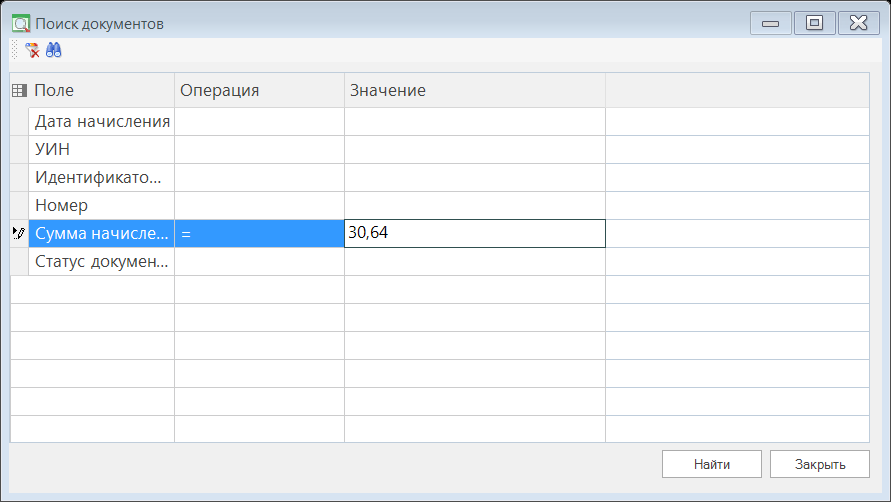 Поиск документов
Поле Операция Значение
Дата начисления
УИН
Идентификато...
Номер
Сумма начисле... = 30,64
Статус докумен...
Найти Закрыть